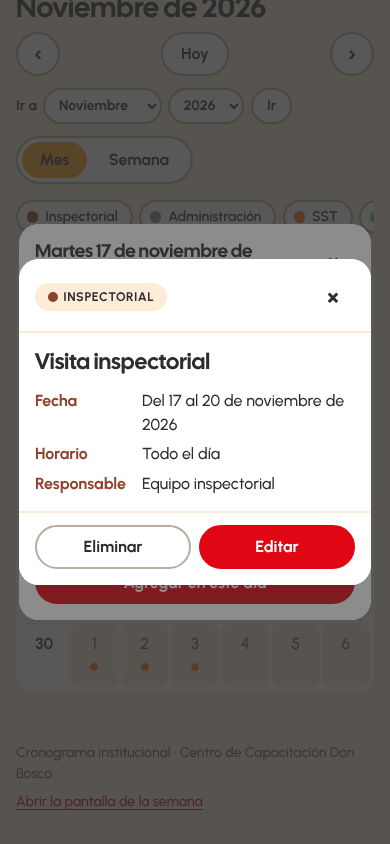 Noviembre de 2026
‹ Hoy ›
Ir a Noviembre 2026 Ir
Mes Semana
Inspectorial Administración SST
Martes 17 de noviembre de
INSPECTORIAL ×
Visita inspectorial
Fecha Del 17 al 20 de noviembre de
2026
Horario Todo el día
Responsable Equipo inspectorial
Eliminar Editar
Agregar en este día
30 1 2 3 4 5 6
Cronograma institucional · Centro de Capacitación Don
Bosco
Abrir la pantalla de la semana